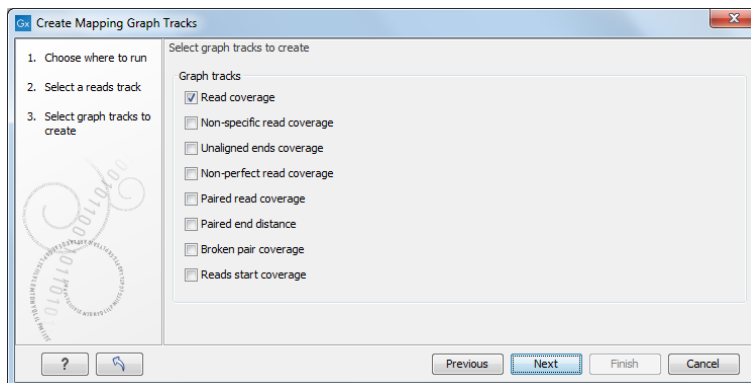 Gx Create Mapping Graph Tracks
1. Choose where to run
2. Select a reads track
3. Select graph tracks to
create
Select graph tracks to create
Graph tracks
Read coverage
Non-specific read coverage
Unaligned ends coverage
Non-perfect read coverage
Paired read coverage
Paired end distance
Broken pair coverage
Reads start coverage
? Previous Next Finish Cancel